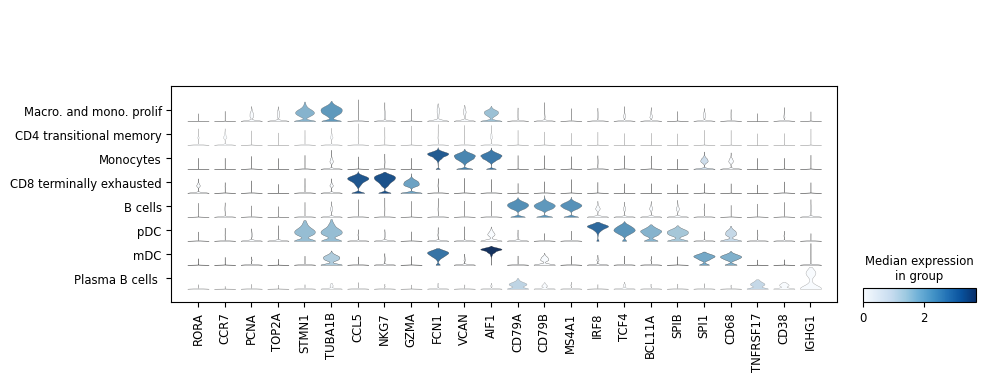 Macro. and mono. prolif
CD4 transitional memory
Monocytes
CD8 terminally exhausted
B cells
pDC
mDC
Plasma B cells
RORA
CCR7
PCNA
TOP2A
STMN1
TUBA1B
CCL5
NKG7
GZMA
FCN1
VCAN
AIF1
CD79A
CD79B
MS4A1
IRF8
TCF4
BCL11A
SPIB
SPI1
CD68
TNFRSF17
CD38
IGHG1
Median expression
in group
0 2